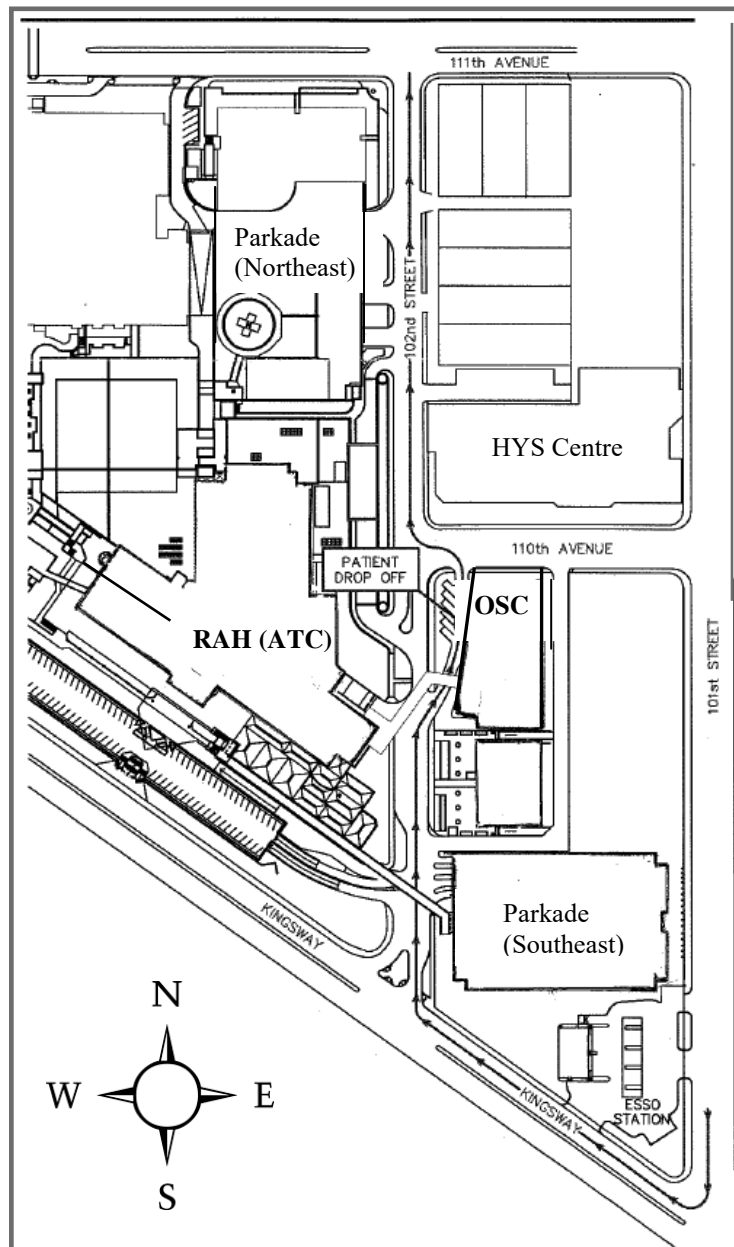 111th AVENUE
Parkade
(Northeast)
102nd STREET
HYS Centre
110th AVENUE
PATIENT
DROP OFF
OSC
RAH (ATC)
101st STREET
KINGSWAY
Parkade
(Southeast)
N
W
E
S
KINGSWAY
ESSO
STATION